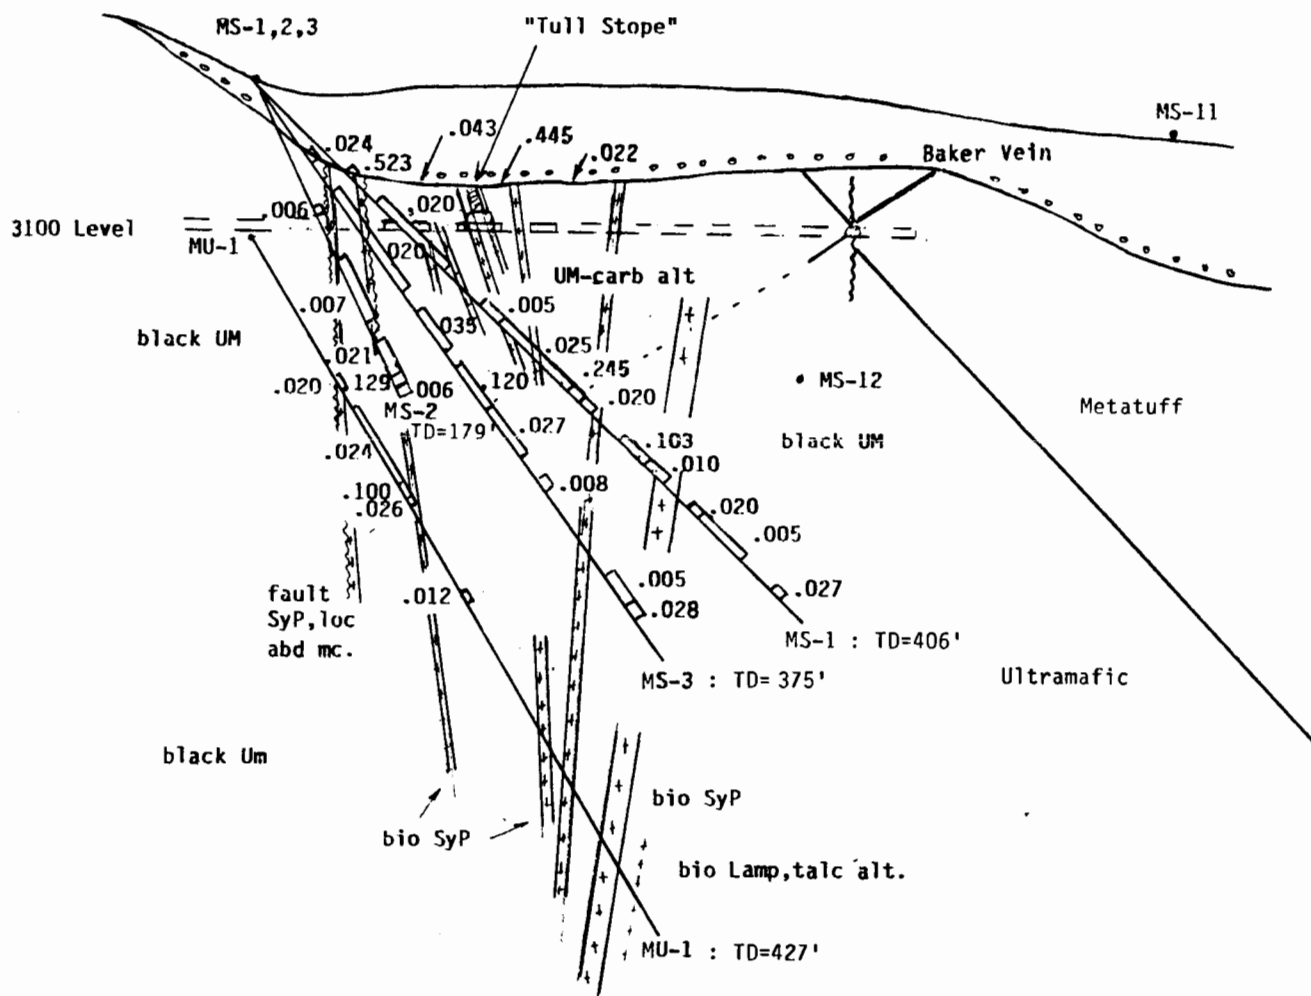 MS-1,2,3
"Tull Stope"
MS-11
.024
.043
.445
.523
.022
Baker Vein
.006
.020
3100 Level
MU-1
.020
UM-carb alt
.007
.005
black UM
.035
.025
.021
.245
.020
.129
.006
.120
.020
MS-12
MS-2
TD=179'
.027
.103
black UM
Metatuff
.024
.010
.008
.100
.026
.020
.005
.005
fault
SyP,loc
abd mc.
.012
.028
.027
MS-1 : TD=406'
MS-3 : TD= 375'
Ultramafic
black Um
bio SyP
bio SyP
bio Lamp,talc alt.
MU-1 : TD=427'